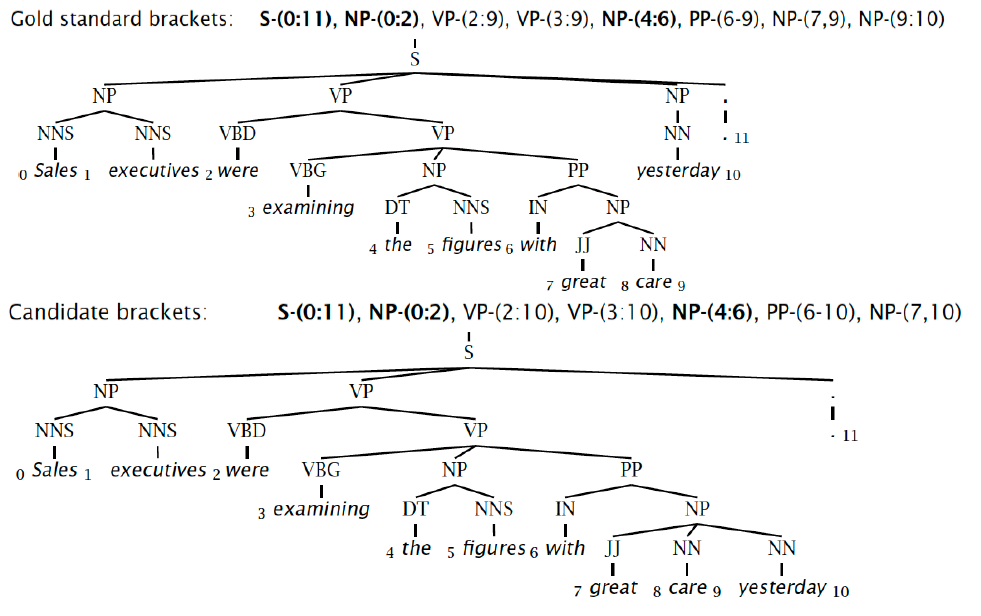 Gold standard brackets: S-(0:11), NP-(0:2), VP-(2:9), VP-(3:9), NP-(4:6), PP-(6-9), NP-(7,9), NP-(9:10)
S
NP VP NP .
NNS NNS VBD VP NN . 11
0 Sales 1 executives 2 were VBG NP PP yesterday 10
3 examining DT NNS IN NP
4 the 5 figures 6 with JJ NN
7 great 8 care 9
Candidate brackets: S-(0:11), NP-(0:2), VP-(2:10), VP-(3:10), NP-(4:6), PP-(6-10), NP-(7,10)
S
NP VP .
NNS NNS VBD VP . 11
0 Sales 1 executives 2 were VBG NP PP
3 examining DT NNS IN NP
4 the 5 figures 6 with JJ NN NN
7 great 8 care 9 yesterday 10